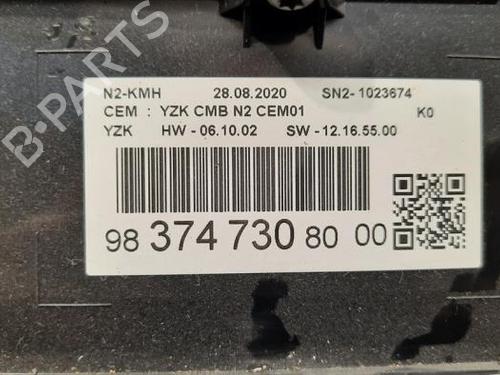 N2-KMH 28.08.2020 SN2-1023674
CEM : YZK CMB N2 CEM01 K0
YZK HW-06.10.02 SW-12.16.55.00
98 374 730 80 00
B-PARTS